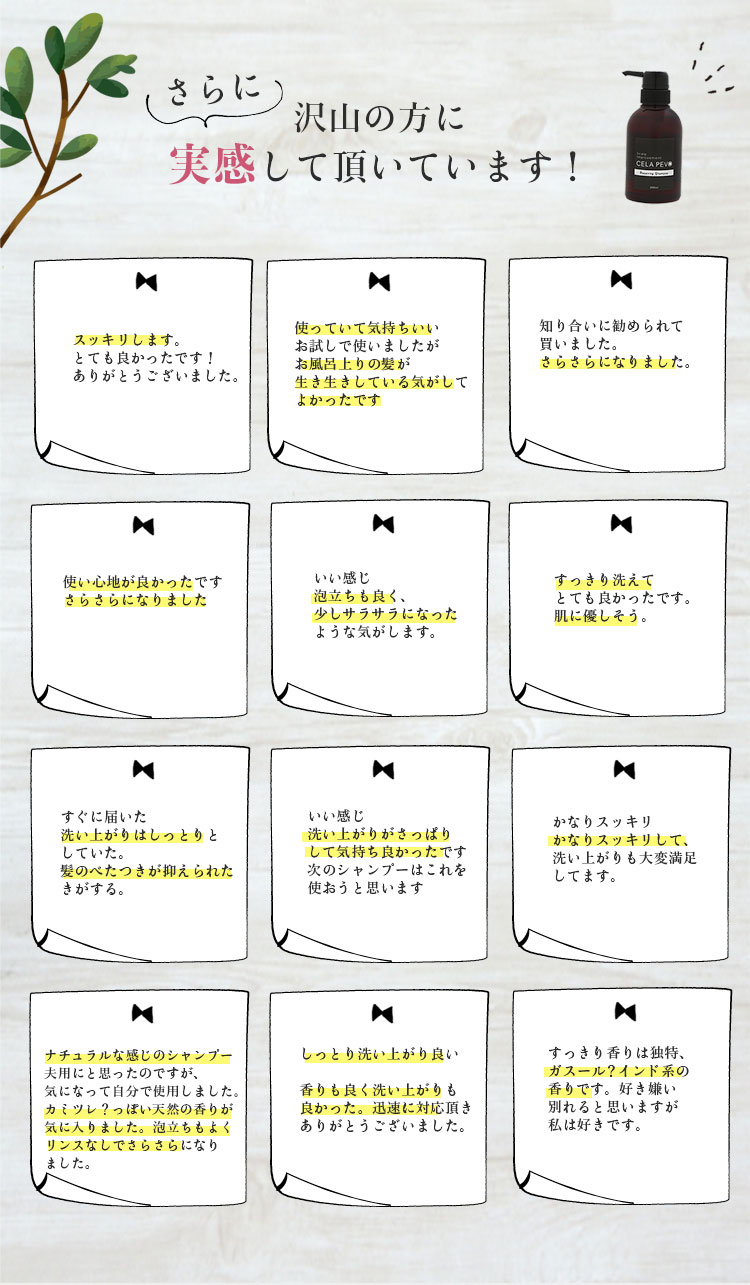 さらに
沢山の方に
実感して頂いています！
CELA PEVO
スッキリします。
とても良かったです！
ありがとうございました。
使っていて気持ちいい
お試しで使いましたが
お風呂上りの髪が
生き生きしている気がして
よかったです
知り合いに勧められて
買いました。
さらさらになりました。
使い心地が良かったです
さらさらになりました
いい感じ
泡立ちも良く、
少しサラサラになった
ような気がします。
すっきり洗えて
とても良かったです。
肌に優しそう。
すぐに届いた
洗い上がりはしっとりと
していた。
髪のべたつきが抑えられた
きがする。
いい感じ
洗い上がりがさっぱり
して気持ち良かったです
次のシャンプーはこれを
使おうと思います
かなりスッキリ
かなりスッキリして、
洗い上がりも大変満足
してます。
ナチュラルな感じのシャンプー
夫用にと思ったのですが、
気になって自分で使用しました。
カミツレ？っぽい天然の香りが
気に入りました。泡立ちもよく
リンスなしでさらさらになり
ました。
しっとり洗い上がり良い
香りも良く洗い上がりも
良かった。迅速に対応頂き
ありがとうございました。
すっきり香りは独特、
ガスール？インド系の
香りです。好き嫌い
別れると思いますが
私は好きです。